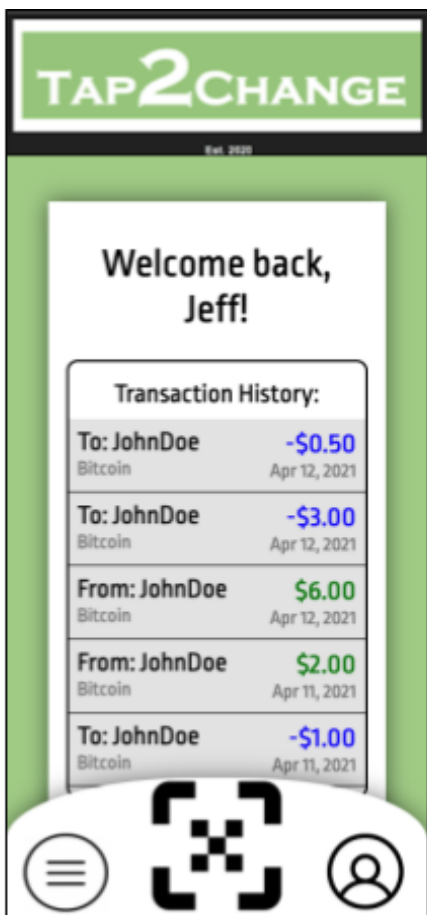 TAP2CHANGE
Est. 2020
Welcome back,
Jeff!
Transaction History:
To: JohnDoe -$0.50
Bitcoin Apr 12, 2021
To: JohnDoe -$3.00
Bitcoin Apr 12, 2021
From: JohnDoe $6.00
Bitcoin Apr 12, 2021
From: JohnDoe $2.00
Bitcoin Apr 11, 2021
To: JohnDoe -$1.00
Bitcoin Apr 11, 2021